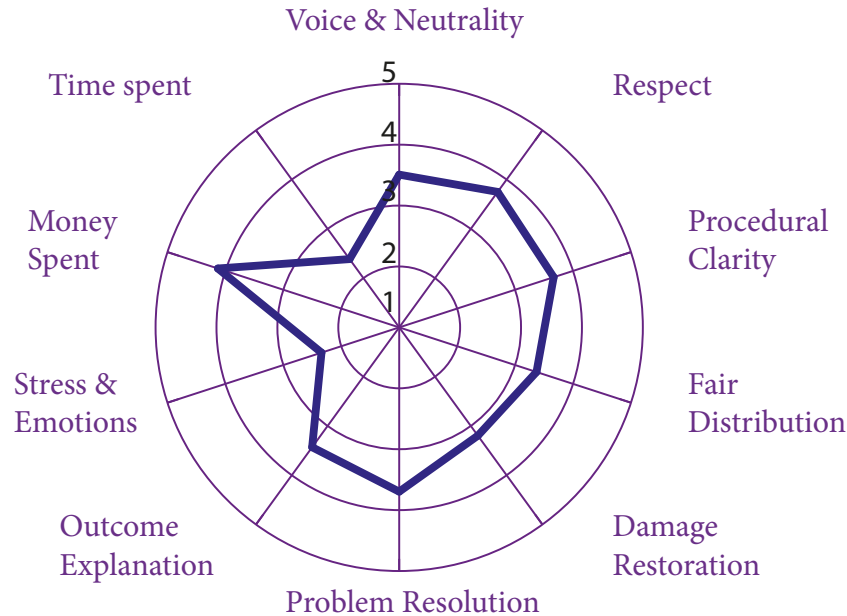 Voice & Neutrality
Time spent
5
Respect
4
3
Money
Spent
Procedural
Clarity
2
1
Stress &
Emotions
Fair
Distribution
Outcome
Explanation
Damage
Restoration
Problem Resolution